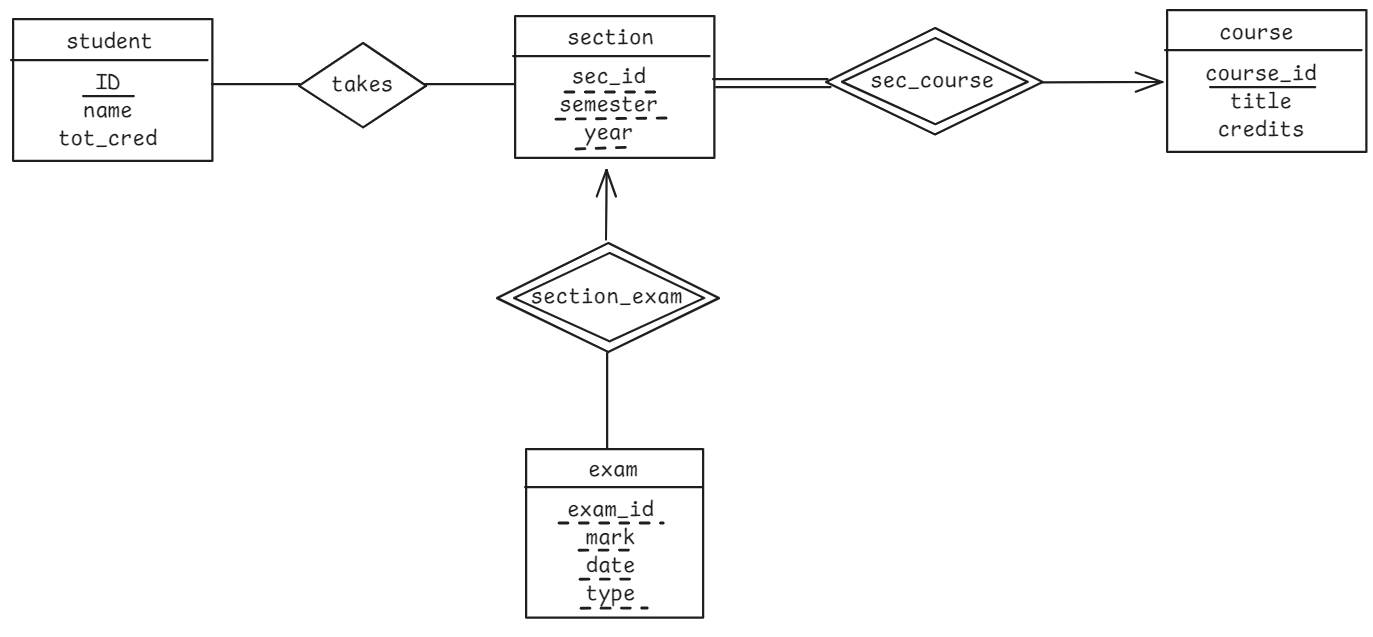 student
ID
name
tot_cred
takes
section
sec_id
semester
year
sec_course
course
course_id
title
credits
section_exam
exam
exam_id
mark
date
type